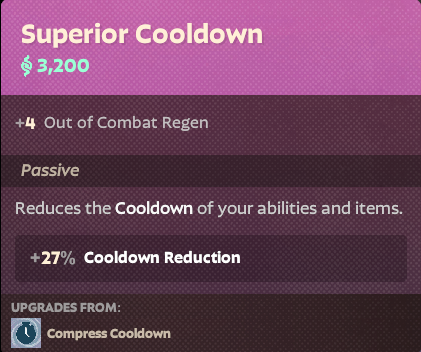 Superior Cooldown
3,200
+4 Out of Combat Regen
Passive
Reduces the Cooldown of your abilities and items.
+27% Cooldown Reduction
UPGRADES FROM:
Compress Cooldown